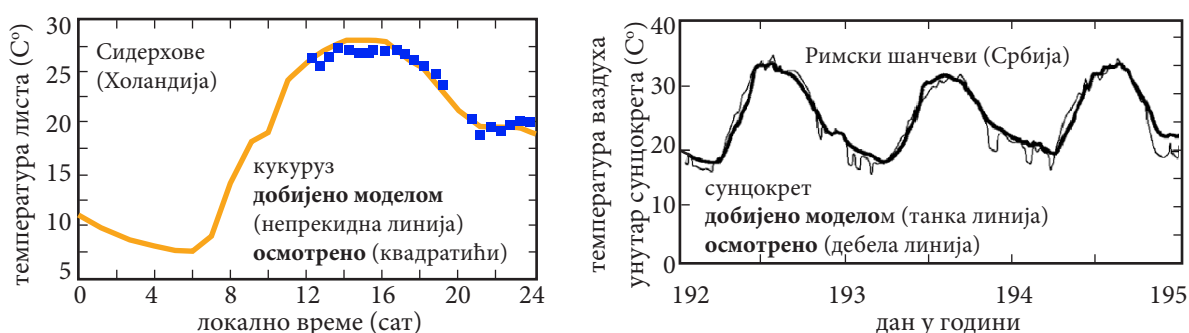 температура листа (C°)
30
25
20
15
10
5
Сидерхове
(Холандија)
кукуруз
добијено моделом
(непрекидна линија)
осмотрено (квадратићи)
0 4 8 12 16 20 24
локално време (сат)
температура ваздуха
унутар сунцокрета (C°)
40
30
20
10
0
Римски шанчеви (Србија)
сунцокрет
добијено моделом (танка линија)
осмотрено (дебела линија)
192 193 194 195
дан у години